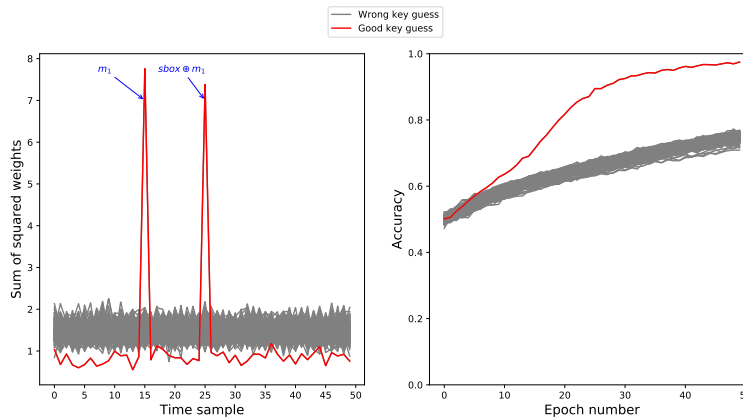 Wrong key guess
Good key guess
m₁
sbox ⊕ m₁
Sum of squared weights
8
7
6
5
4
3
2
1
0 5 10 15 20 25 30 35 40 45 50
Time sample
Accuracy
1.0
0.8
0.6
0.4
0.2
0.0
0 10 20 30 40
Epoch number